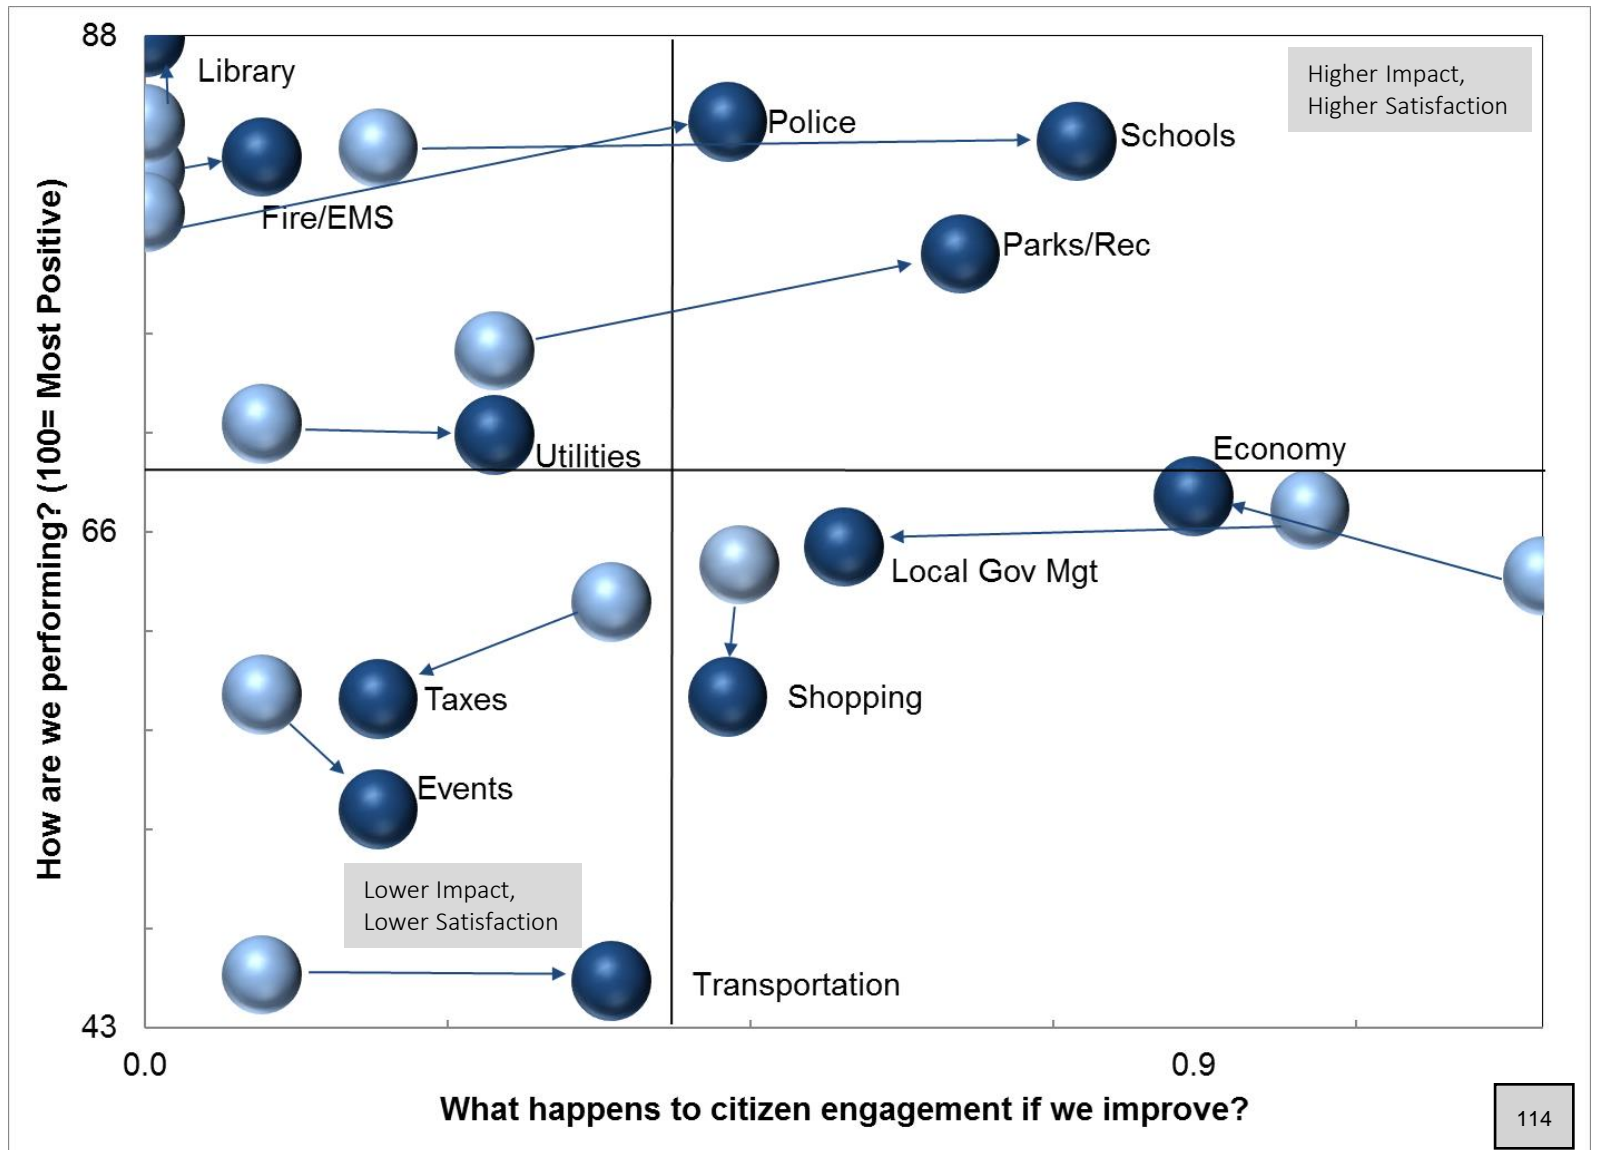 88
Library
Higher Impact,
Higher Satisfaction
Police
Schools
Fire/EMS
Parks/Rec
How are we performing? (100= Most Positive)
Utilities
Economy
66
Local Gov Mgt
Taxes
Shopping
Events
Lower Impact,
Lower Satisfaction
Transportation
43
0.0
0.9
What happens to citizen engagement if we improve?
114